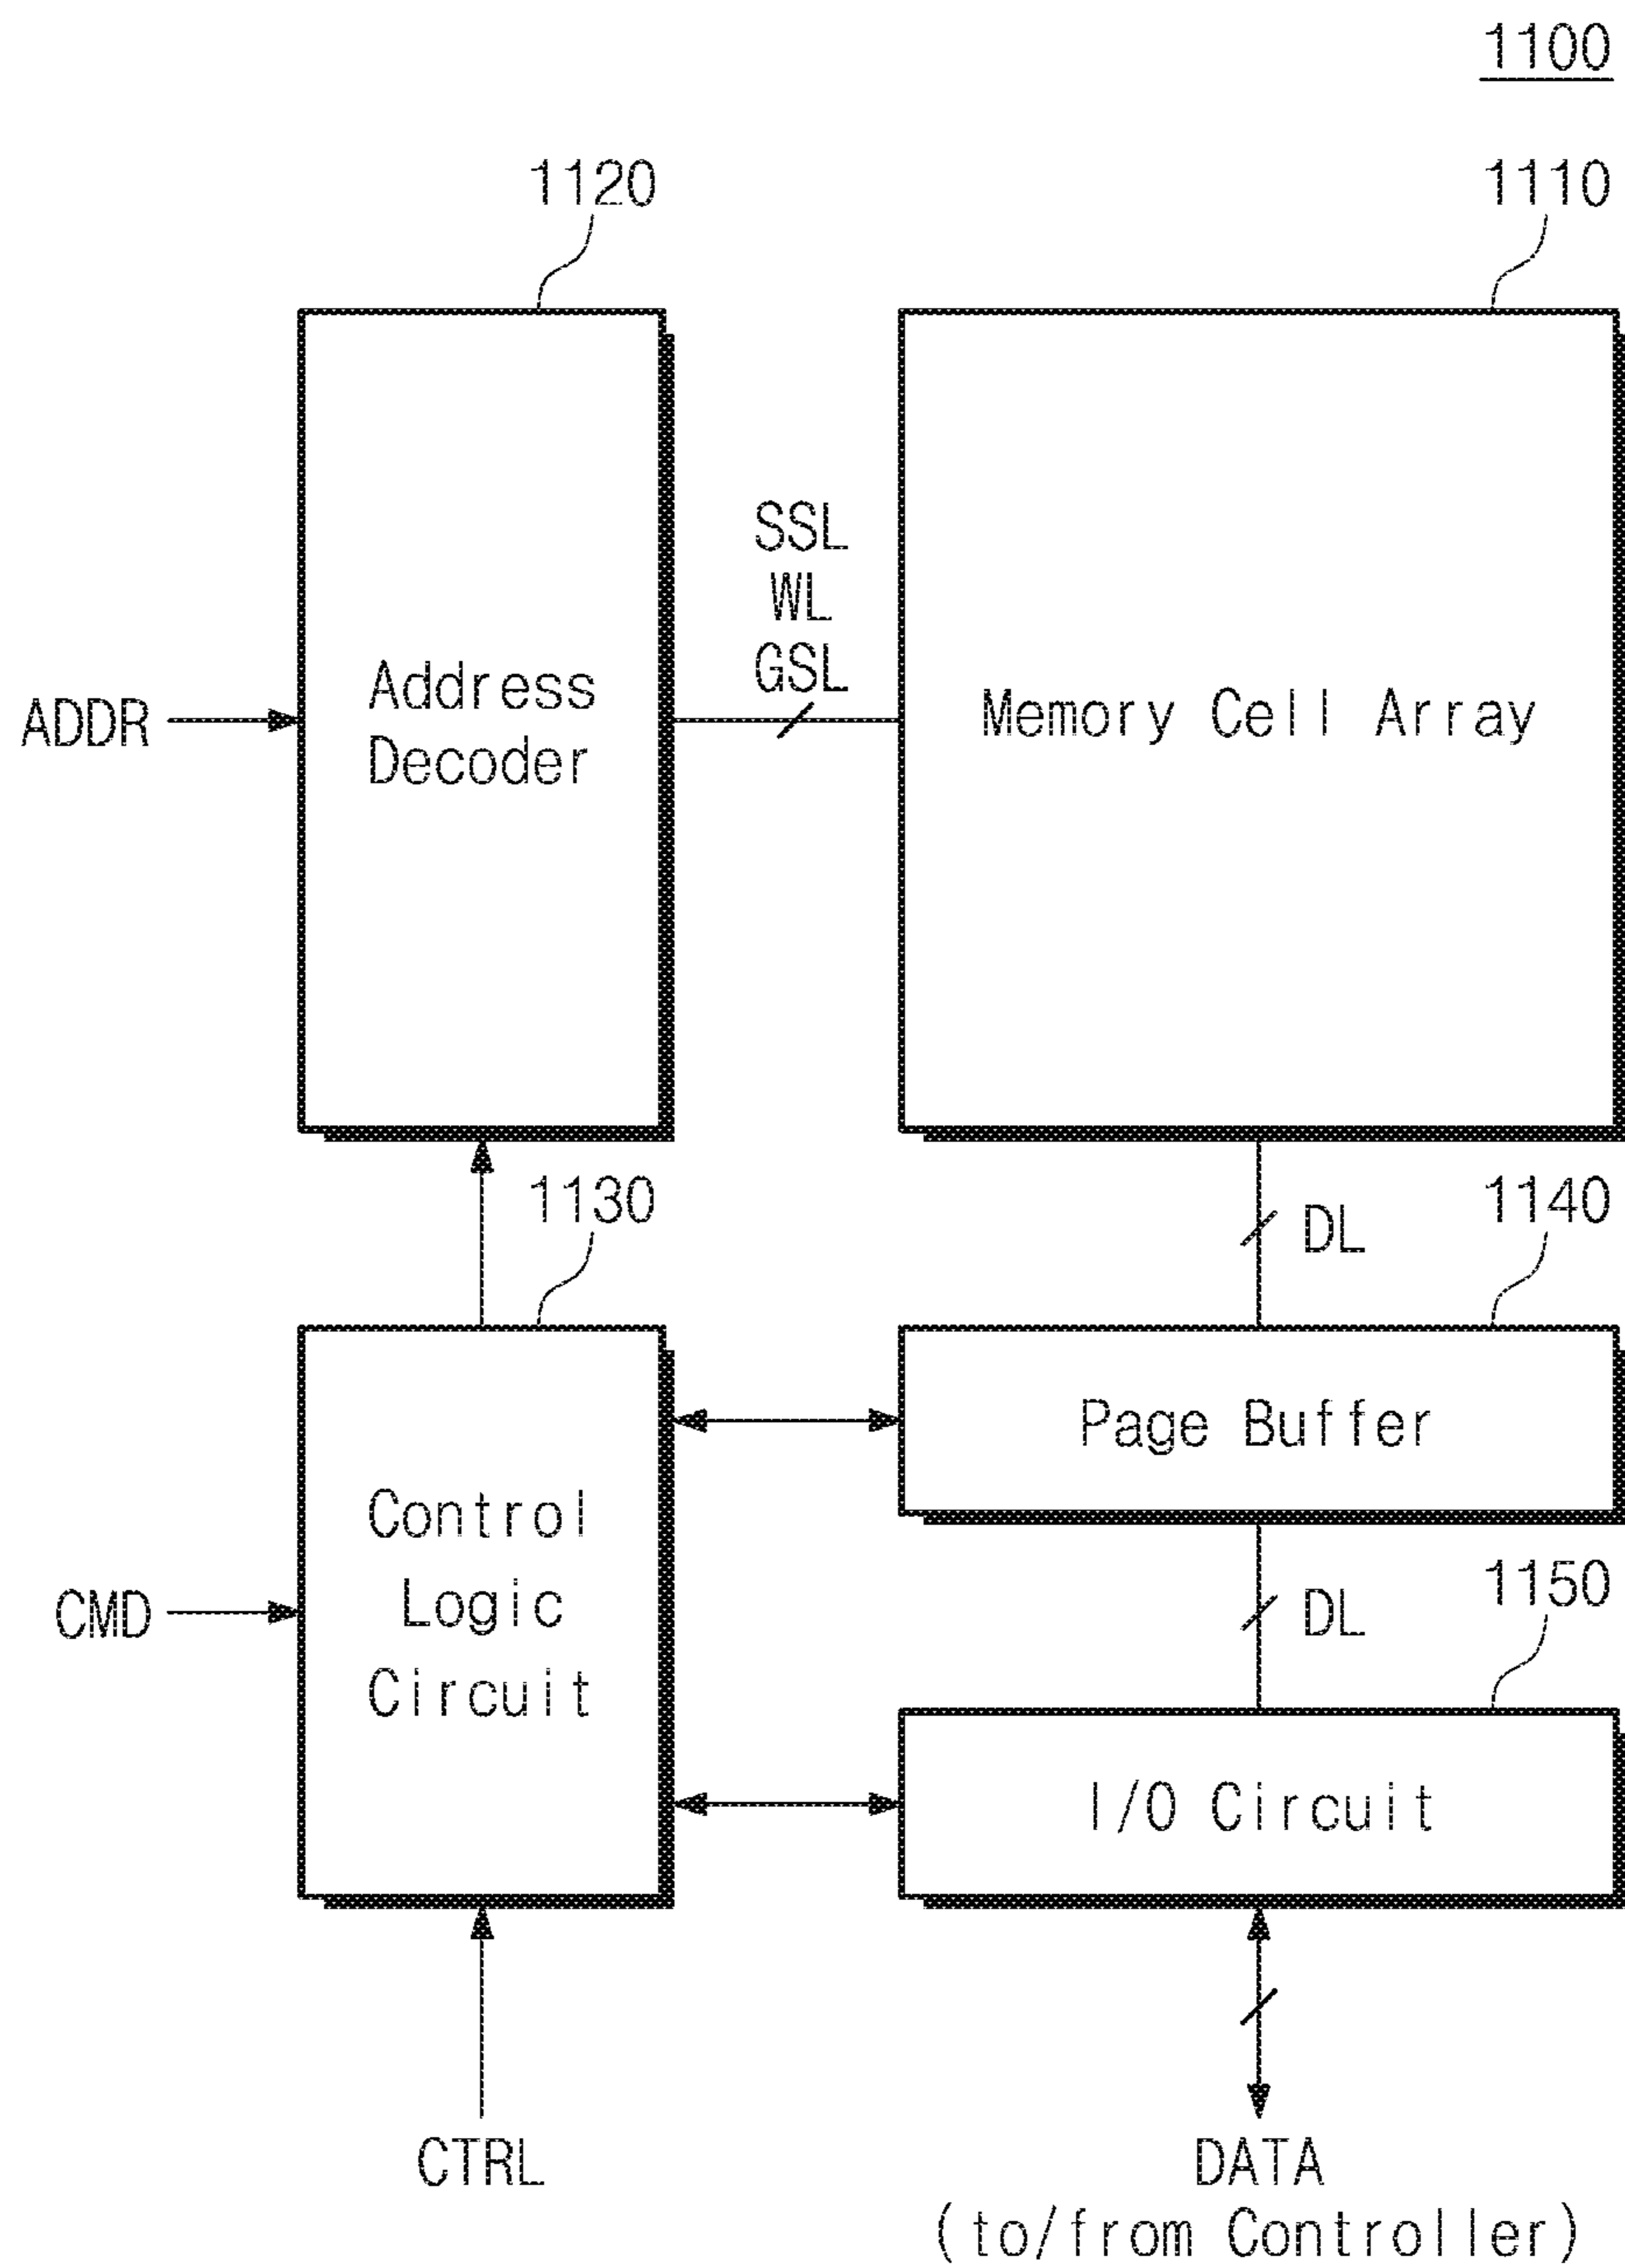 1100
1120
1110
SSL
WL
GSL
ADDR
Address
Decoder
Memory Cell Array
1130
DL
1140
Page Buffer
Control
Logic
Circuit
CMD
DL
1150
I/O Circuit
CTRL
DATA
(to/from Controller)